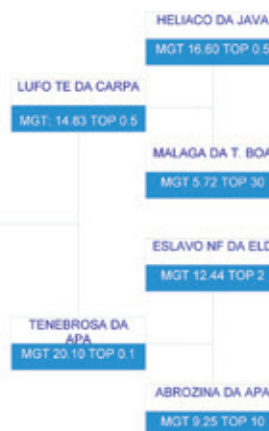 HELIACO DA JAVA
MGT 16.60 TOP 0.5
LUFO TE DA CARPA
MGT: 14.83 TOP 0.5
MALAGA DA T. BOA
MGT 5.72 TOP 30
ESLAVO NF DA ELD
MGT 12.44 TOP 2
TENEBROSA DA
APA
MGT 20.10 TOP 0.1
ABROZINA DA APA
MGT 9.25 TOP 10